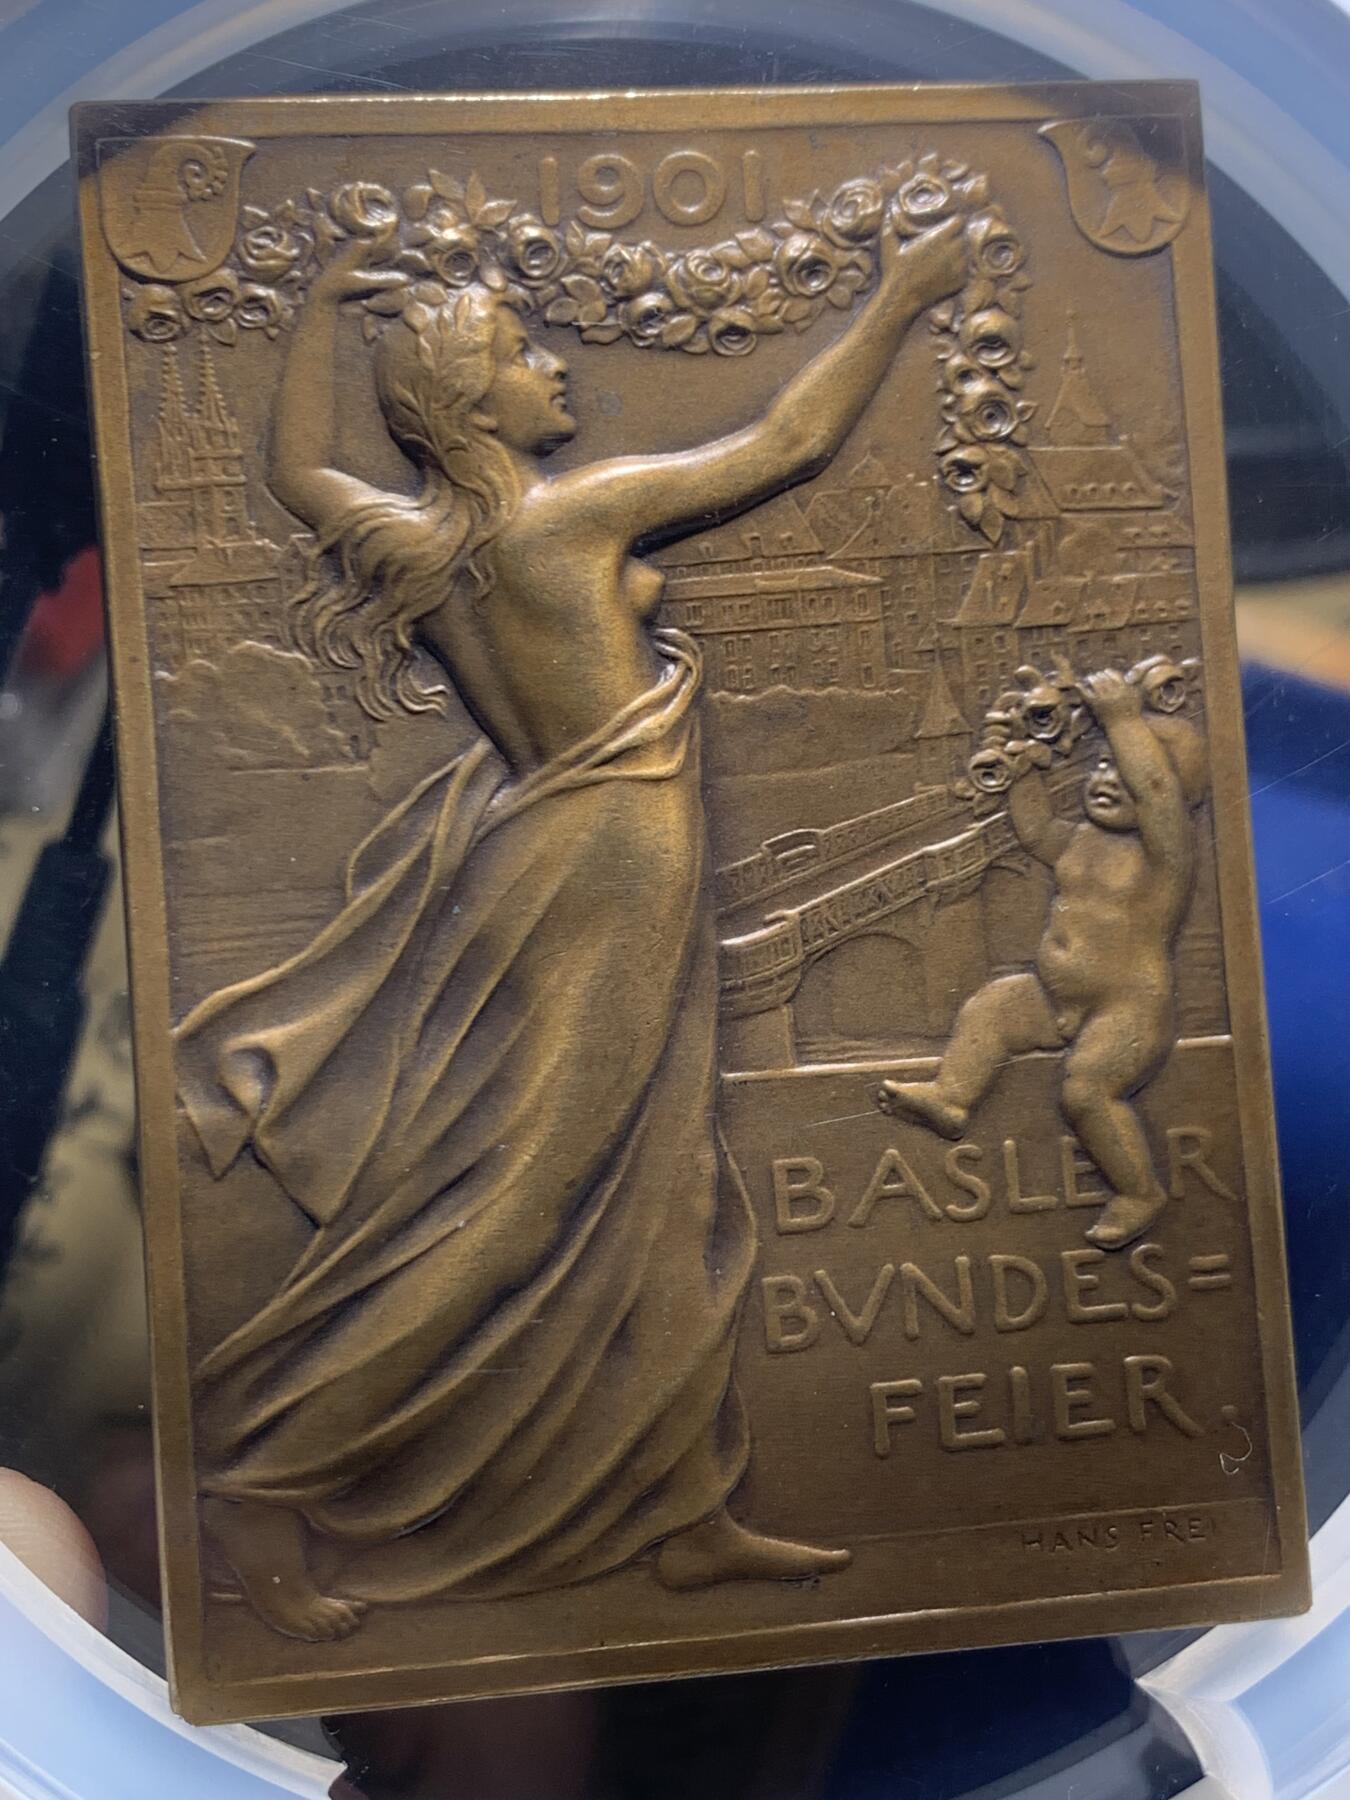 1901
BASLER
BVNDES=
FEIER
HANS FREI